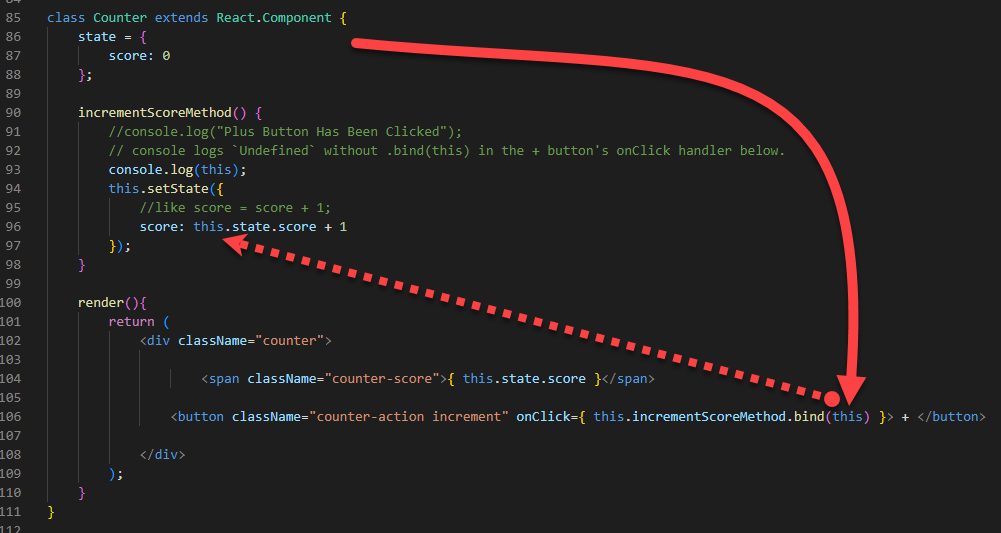 85 class Counter extends React.Component {
86 state = {
87 score: 0
88 };
89
90 incrementScoreMethod() {
91 //console.log("Plus Button Has Been Clicked");
92 // console logs `Undefined` without .bind(this) in the + button's onClick handler below.
93 console.log(this);
94 this.setState({
95 //like score = score + 1;
96 score: this.state.score + 1
97 });
98 }
99
100 render(){
101 return (
102 <div className="counter">
103
104 <span className="counter-score">{ this.state.score }</span>
105
106 <button className="counter-action increment" onClick={ this.incrementScoreMethod.bind(this) }> + </button>
107
108 </div>
109 );
110 }
111 }
112